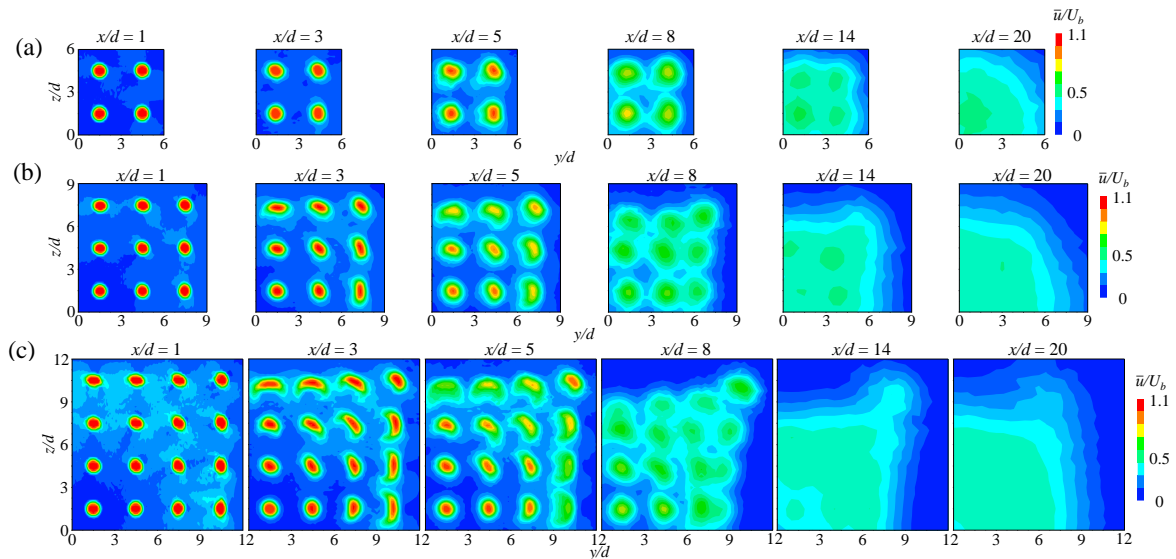 ū/U_b
x/d = 1 x/d = 3 x/d = 5 x/d = 8 x/d = 14 x/d = 20 1.1
(a)
6 0.5
z/d 3
0 0
0 3 6 0 3 6 0 3 6 0 3 6 0 3 6 0 3 6
y/d
(b) x/d = 1 x/d = 3 x/d = 5 x/d = 8 x/d = 14 x/d = 20 ū/U_b
9 1.1
6
z/d 0.5
3
0 0
0 3 6 9 0 3 6 9 0 3 6 9 0 3 6 9 0 3 6 9 0 3 6 9
y/d
(c) x/d = 1 x/d = 3 x/d = 5 x/d = 8 x/d = 14 x/d = 20
12 ū/U_b
9 1.1
z/d 6 0.5
3
0 0
0 3 6 9 12 0 3 6 9 12 0 3 6 9 12 0 3 6 9 12 0 3 6 9 12 0 3 6 9 12
y/d